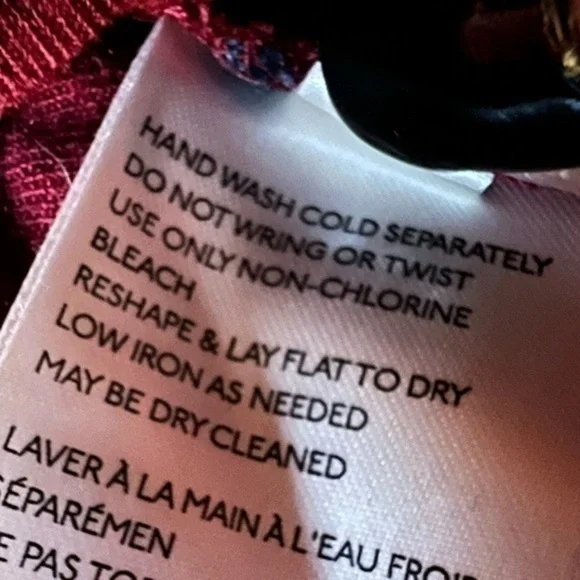 HAND WASH COLD SEPARATELY
DO NOT WRING OR TWIST
USE ONLY NON-CHLORINE
BLEACH
RESHAPE & LAY FLAT TO DRY
LOW IRON AS NEEDED
MAY BE DRY CLEANED
LAVER À LA MAIN À L'EAU
SÉPARÉMEN
PAS